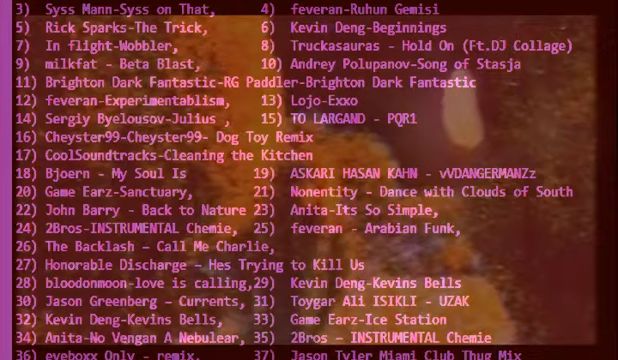 3) Syss Mann-Syss on That, 4) feveran-Ruhun Gemisi
5) Rick Sparks-The Trick, 6) Kevin Deng-Beginnings
7) In flight-Wobbler, 8) Truckasauras - Hold On (Ft.DJ Collage)
9) milkfat - Beta Blast, 10) Andrey Polupanov-Song of Stasja
11) Brighton Dark Fantastic-RG Paddler-Brighton Dark Fantastic
12) feveran-Experimentablism, 13) Lojo-Exxo
14) Sergiy Byelousov-Julius , 15) TO LARGAND - PQR1
16) Cheyster99-Cheyster99- Dog Toy Remix
17) CoolSoundtracks-Cleaning the Kitchen
18) Bjoern - My Soul Is 19) ASKARI HASAN KAHN - vVDANGERMANZz
20) Game Earz-Sanctuary, 21) Nonentity - Dance with Clouds of South
22) John Barry - Back to Nature 23) Anita-Its So Simple,
24) 2Bros-INSTRUMENTAL Chemie, 25) feveran - Arabian Funk,
26) The Backlash – Call Me Charlie,
27) Honorable Discharge – Hes Trying to Kill Us
28) bloodonmoon-love is calling,29) Kevin Deng-Kevins Bells
30) Jason Greenberg – Currents, 31) Toygar Ali ISIKLI - UZAK
32) Kevin Deng-Kevins Bells, 33) Game Earz-Ice Station
34) Anita-No Vengan A Nebulear, 35) 2Bros – INSTRUMENTAL Chemie
36) eyeboxx Only - remix, 37) Jason Tyler Miami Club Thug Mix